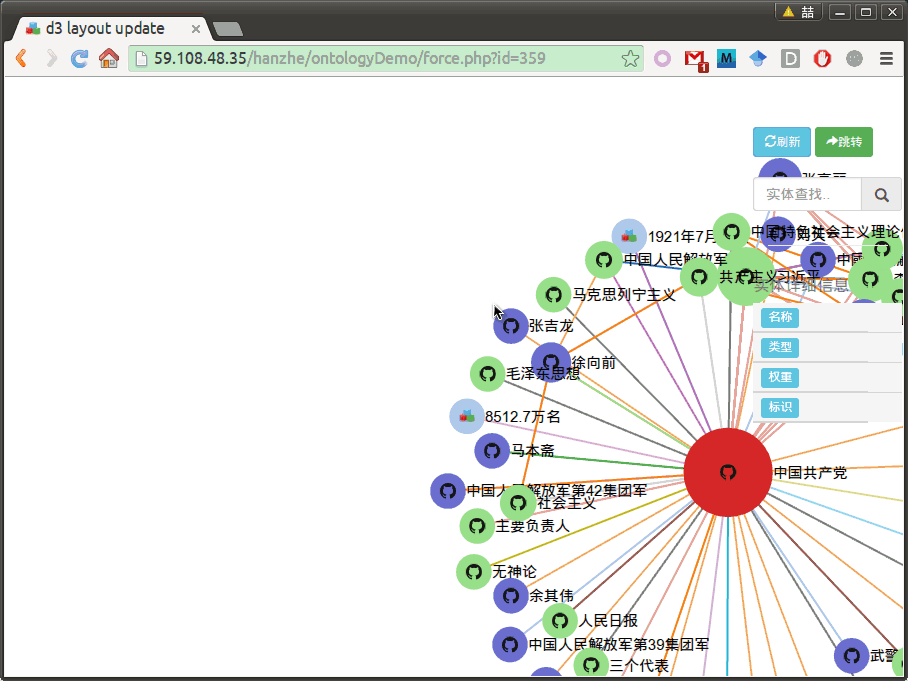 喆
d3 layout update
59.108.48.35/hanzhe/ontologyDemo/force.php?id=359
1
M
D
刷新
跳转
实体查找..
1921年7月
中国特色社会主义理论
中国人民解放军
共产主义
习近平
马克思列宁主义
实体详细信息
张吉龙
名称
类型
徐向前
毛泽东思想
权重
标识
8512.7万名
马本斋
中国共产党
中国人民解放军第42集团军
社会主义
主要负责人
无神论
余其伟
人民日报
中国人民解放军第39集团军
武警
三个代表